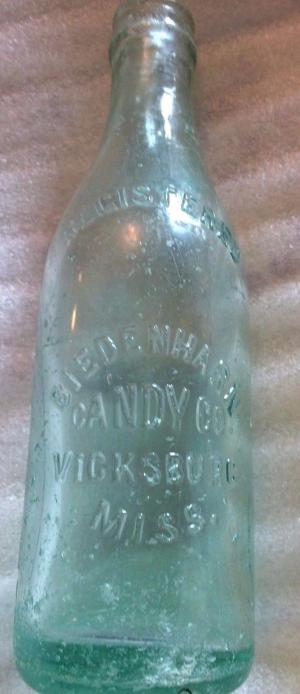 REGISTERED
BIEDENHARN
CANDY CO.
VICKSBURG
MISS.